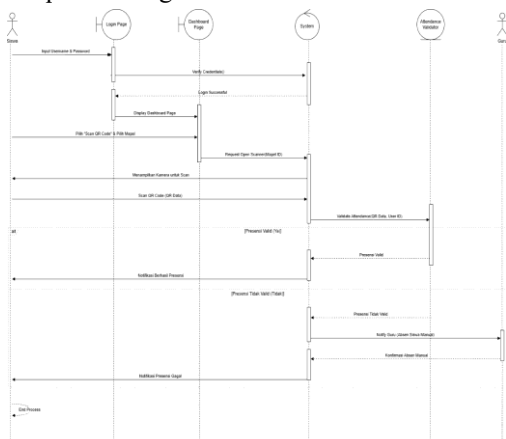 Siswa
Login Page
Dashboard
Page
System
Attendance
Validator
Guru
Input Username & Password
Verify Credentials()
Login Successful
Display Dashboard Page
Pilih "Scan QR Code" & Pilih Mapel
Request Open Scanner(Mapel ID)
Menampilkan Kamera untuk Scan
Scan QR Code (QR Data)
Validate Attendance(QR Data, User ID)
alt
[Presensi Valid / Ya]
Presensi Valid
Notifikasi Berhasil Presensi
[Presensi Tidak Valid (Tidak)]
Presensi Tidak Valid
Notify Guru (Absen Siswa Manual)
Konfirmasi Absen Manual
Notifikasi Presensi Gagal
End Process